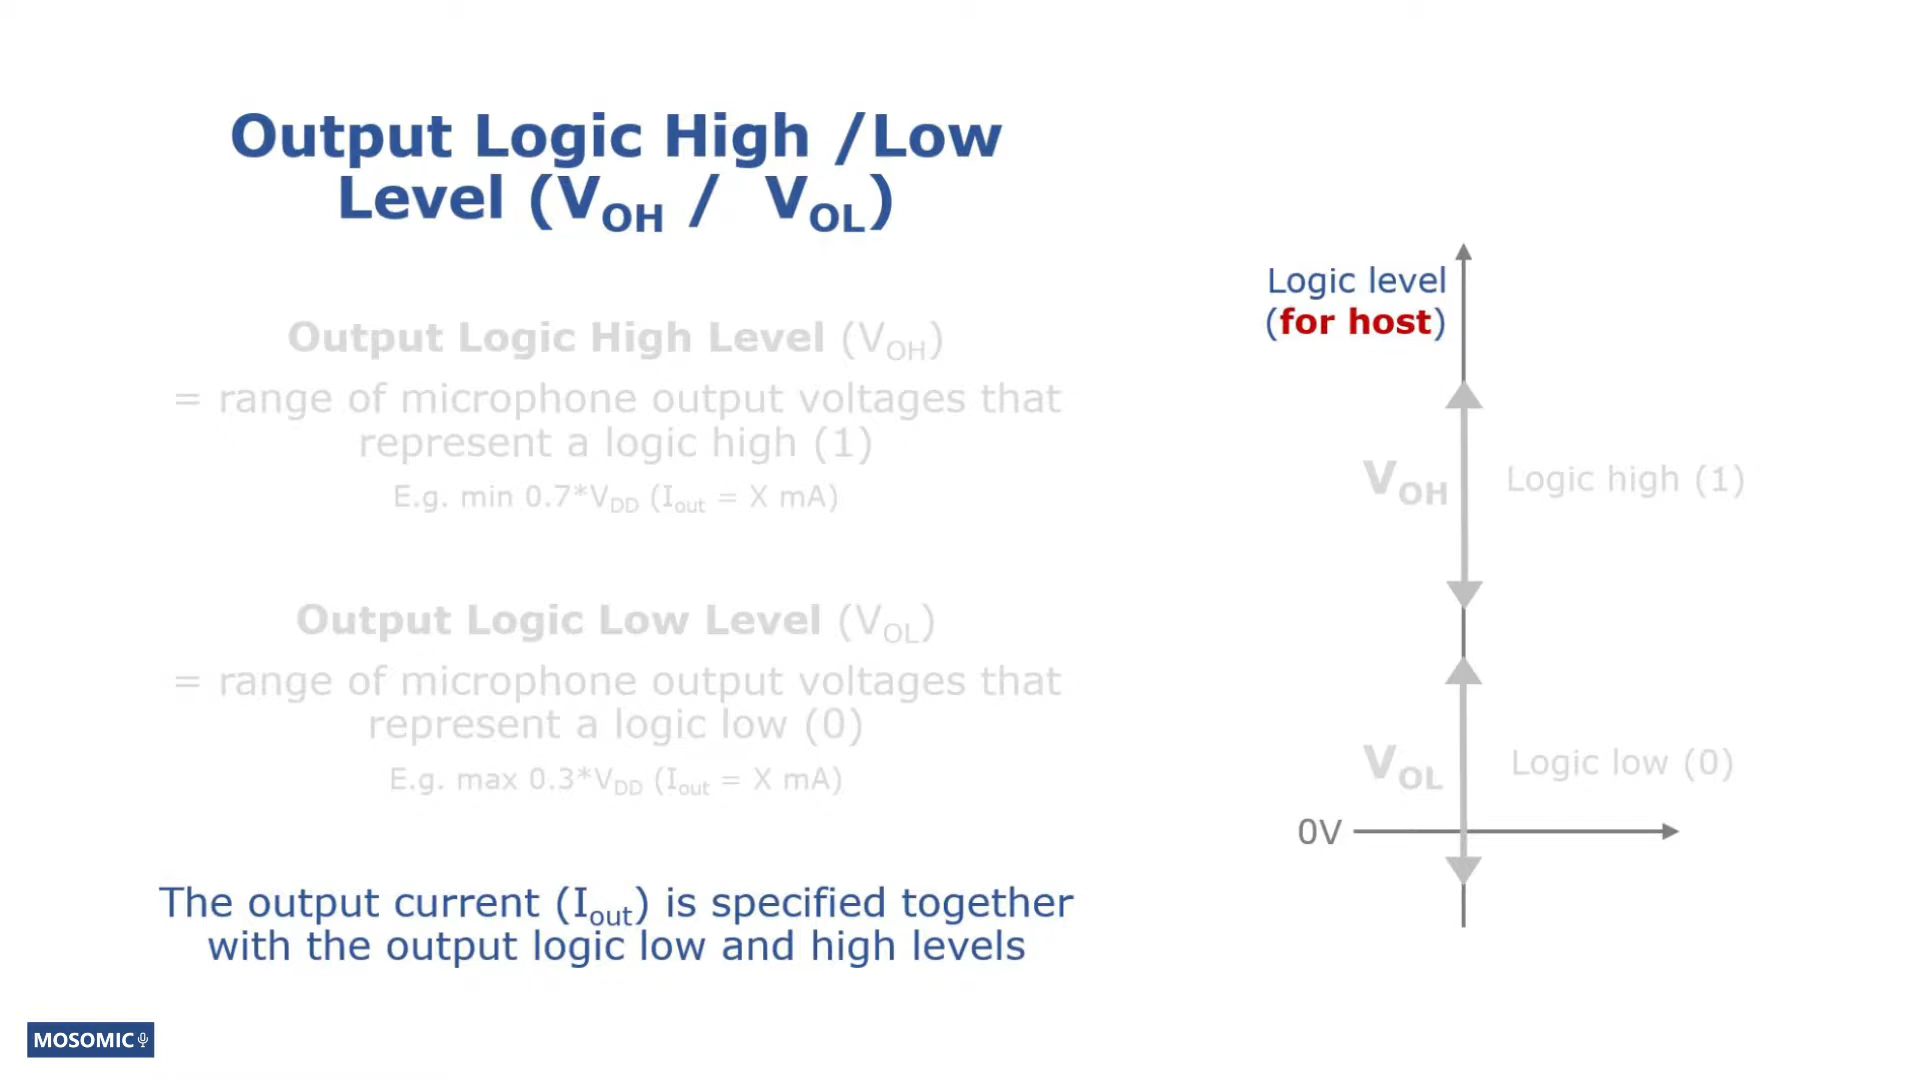 Output Logic High /Low
Level (VOH / VOL)
Output Logic High Level (VOH)
= range of microphone output voltages that
represent a logic high (1)
E.g. min 0.7*VDD (Iout = X mA)
Output Logic Low Level (VOL)
= range of microphone output voltages that
represent a logic low (0)
E.g. max 0.3*VDD (Iout = X mA)
The output current (Iout) is specified together
with the output logic low and high levels
Logic level
(for host)
VOH
Logic high (1)
VOL
Logic low (0)
0V
MOSOMIC